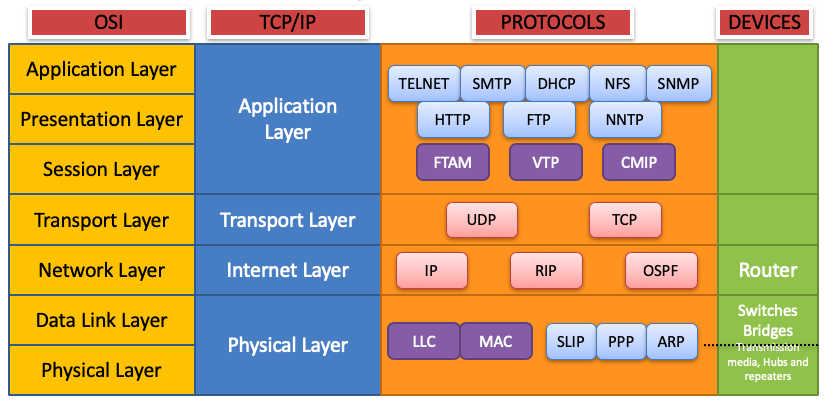 OSI TCP/IP PROTOCOLS DEVICES
Application Layer
Presentation Layer
Session Layer
Transport Layer
Network Layer
Data Link Layer
Physical Layer
Application
Layer
Transport Layer
Internet Layer
Physical Layer
TELNET SMTP DHCP NFS SNMP
HTTP FTP NNTP
FTAM VTP CMIP
UDP TCP
IP RIP OSPF
LLC MAC SLIP PPP ARP
Router
Switches
Bridges
Transmission
media, Hubs and
repeaters